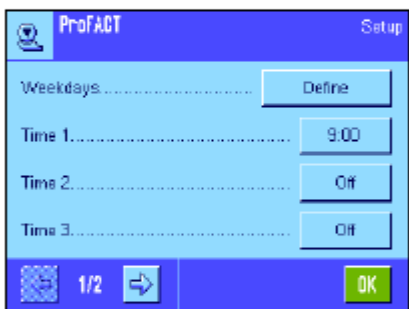 ProFACT Setup
Weekdays Define
Time 1 9:00
Time 2 Off
Time 3 Off
1/2 OK